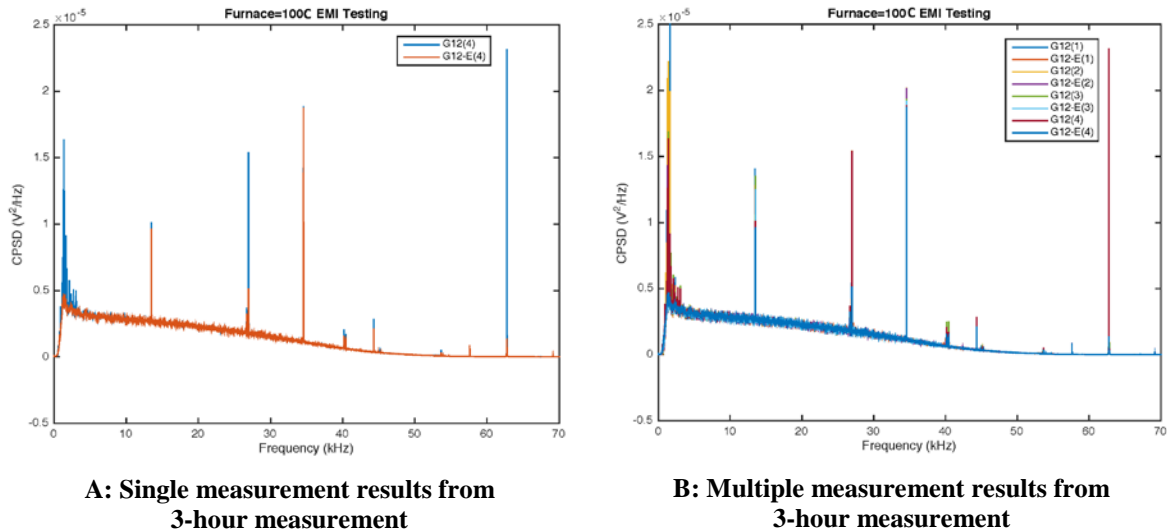 Furnace=100C EMI Testing
×10⁻⁵
2.5
2
1.5
1
0.5
0
-0.5
CPSD (V²/Hz)
G12(4)
G12-E(4)
0 10 20 30 40 50 60 70
Frequency (kHz)
A: Single measurement results from
3-hour measurement
Furnace=100C EMI Testing
×10⁻⁵
2.5
2
1.5
1
0.5
0
-0.5
CPSD (V²/Hz)
G12(1)
G12-E(1)
G12(2)
G12-E(2)
G12(3)
G12-E(3)
G12(4)
G12-E(4)
0 10 20 30 40 50 60 70
Frequency (kHz)
B: Multiple measurement results from
3-hour measurement